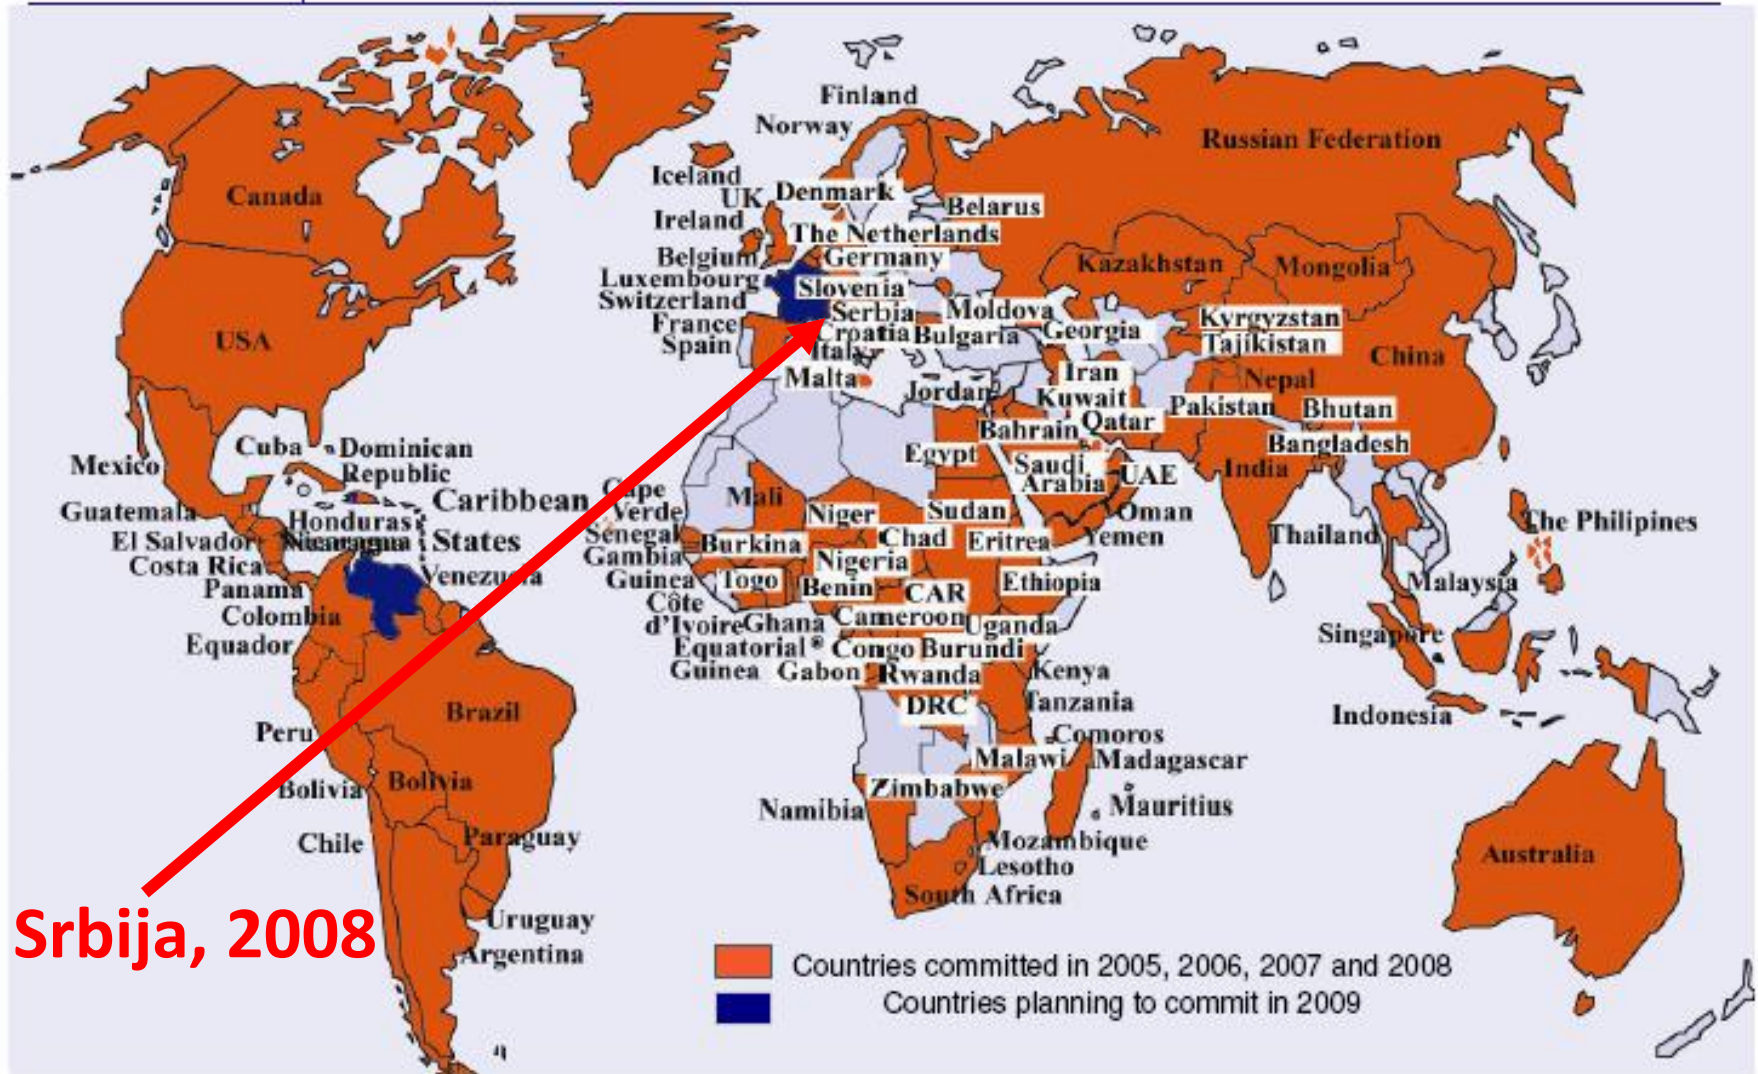 Finland
Norway
Russian Federation
Iceland
Canada
UK
Denmark
Belarus
Ireland
The Netherlands
Belgium
Germany
Kazakhstan
Mongolia
Luxembourg
Slovenia
Switzerland
Serbia
Moldova
Kyrgyzstan
France
Croatia
Bulgaria
Georgia
USA
Spain
Italy
Tajikistan
China
Malta
Iran
Nepal
Jordan
Kuwait
Pakistan
Bhutan
Bahrain
Qatar
Cuba
Dominican
Republic
Bangladesh
Mexico
Egypt
Saudi
Arabia
UAE
India
Caribbean
States
Cape
Verde
Mali
Guatemala
Honduras
Niger
Sudan
Oman
The Philipines
El Salvador
Nicaragua
Senegal
Burkina
Chad
Eritrea
Yemen
Thailand
Costa Rica
Gambia
Nigeria
Panama
Venezuela
Guinea
Togo
Benin
CAR
Ethiopia
Malaysia
Colombia
Côte
d'Ivoire
Ghana
Cameroon
Uganda
Singapore
Equador
Equatorial
Guinea
Congo
Burundi
Gabon
Rwanda
Kenya
Brazil
DRC
Tanzania
Indonesia
Peru
Comoros
Malawi
Madagascar
Bolivia
Bolivia
Zimbabwe
Namibia
Mauritius
Chile
Paraguay
Mozambique
Lesotho
Australia
South Africa
Uruguay
Argentina
Srbija, 2008
Countries committed in 2005, 2006, 2007 and 2008
Countries planning to commit in 2009